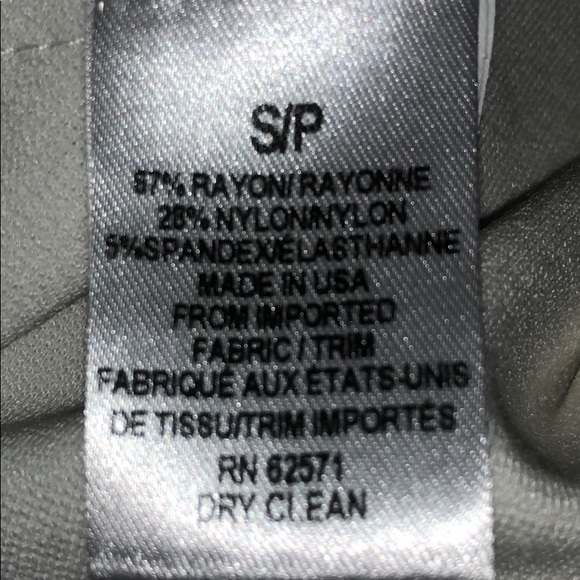 S/P
67% RAYON/RAYONNE
28% NYLON/NYLON
5%SPANDEX/ÉLASTHANNE
MADE IN USA
FROM IMPORTED
FABRIC / TRIM
FABRIQUÉ AUX ÉTATS-UNIS
DE TISSU/TRIM IMPORTÉS
RN 62571
DRY CLEAN